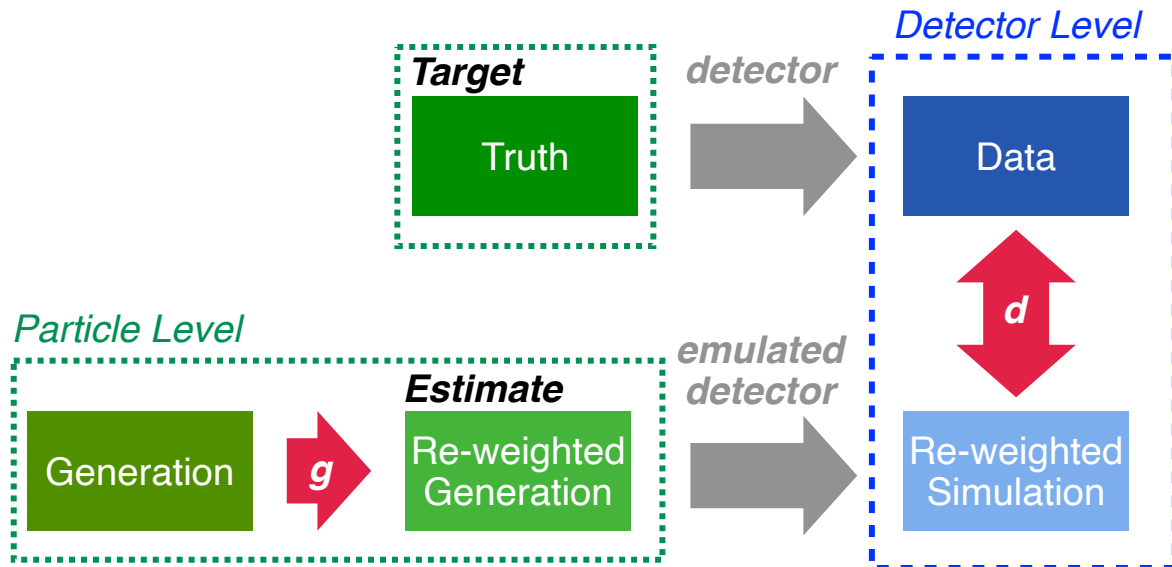 Detector Level
Target
detector
Truth
Data
d
Particle Level
emulated
detector
Estimate
Generation
g
Re-weighted
Generation
Re-weighted
Simulation